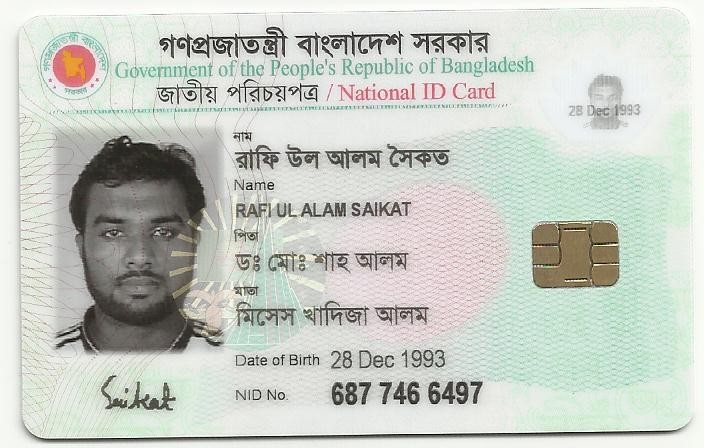 গণপ্রজাতন্ত্রী বাংলাদেশ সরকার
Government of the People's Republic of Bangladesh
জাতীয় পরিচয়পত্র / National ID Card
28 Dec 1993
নাম
রাফি উল আলম সৈকত
Name
RAFI UL ALAM SAIKAT
পিতা
ডঃ মোঃ শাহ আলম
মাতা
মিসেস খাদিজা আলম
Date of Birth 28 Dec 1993
NID No. 687 746 6497
Saikat